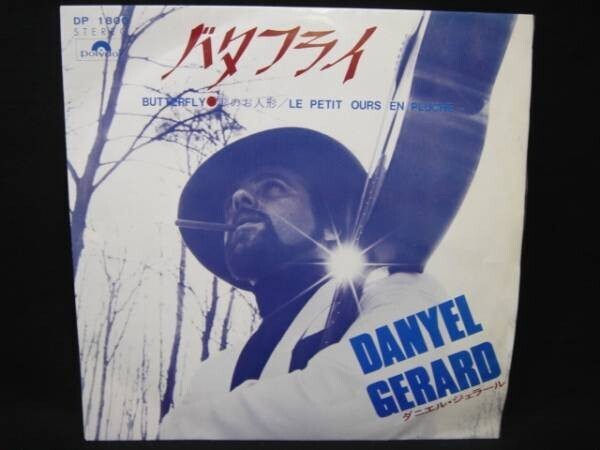 DP 1800
STEREO
Polydor
バタフライ
BUTTERFLY●のお人形/LE PETIT OURS EN PLUCHE
DANYEL
GERARD
ダニエル・ジェラール